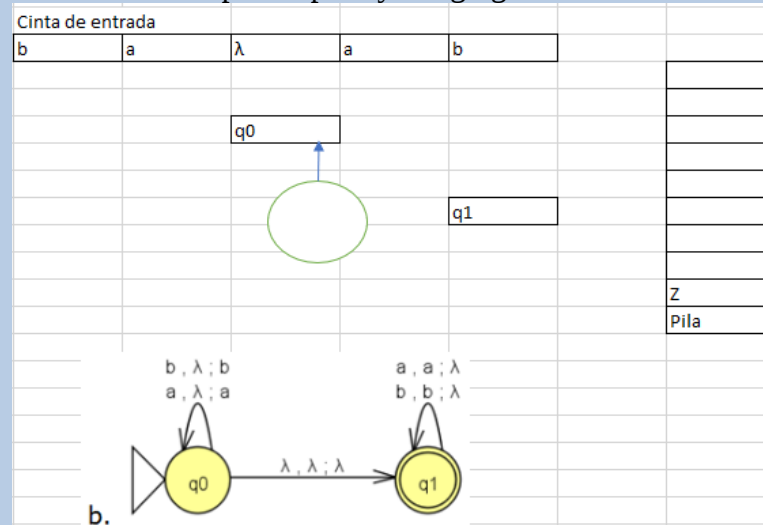 Cinta de entrada
b a λ a b
q0
q1
Z
Pila
b , λ ; b
a , λ ; a
a , a ; λ
b , b ; λ
λ , λ ; λ
q0
q1
b.